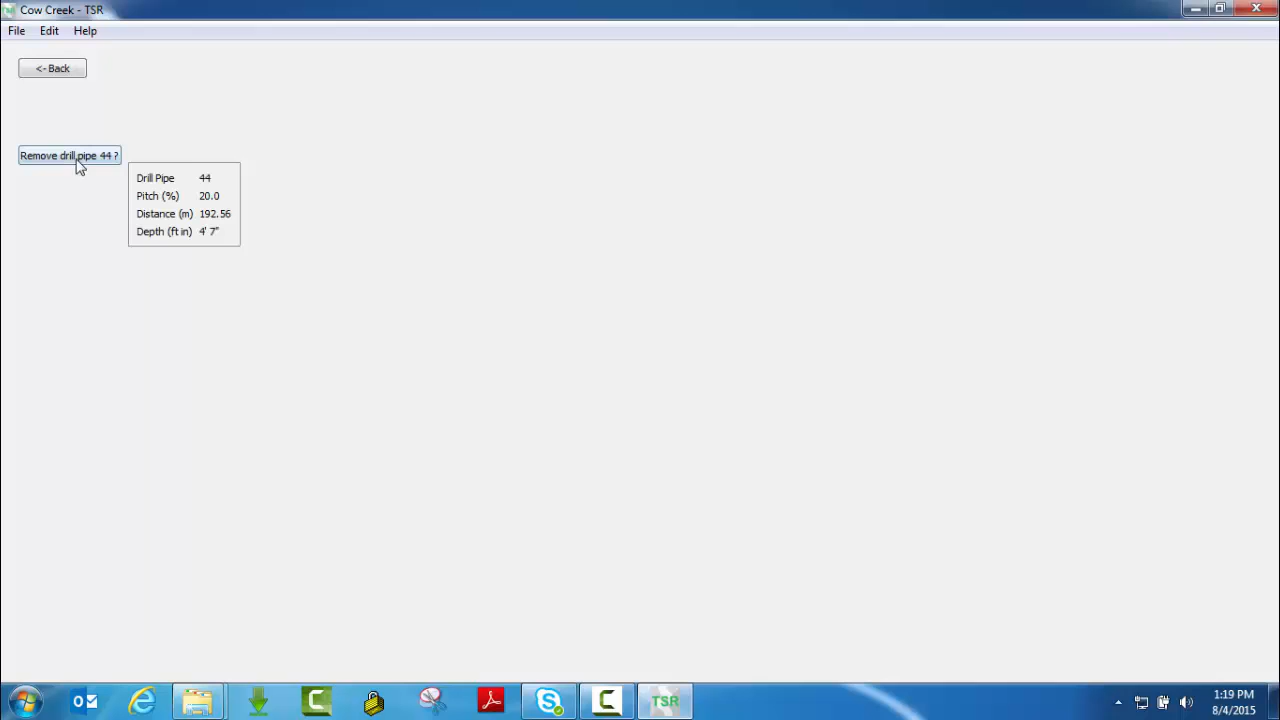 Cow Creek - TSR
File Edit Help
<- Back
Remove drill pipe 44 ?
Drill Pipe 44
Pitch (%) 20.0
Distance (m) 192.56
Depth (ft in) 4' 7"
TSR
1:19 PM
8/4/2015